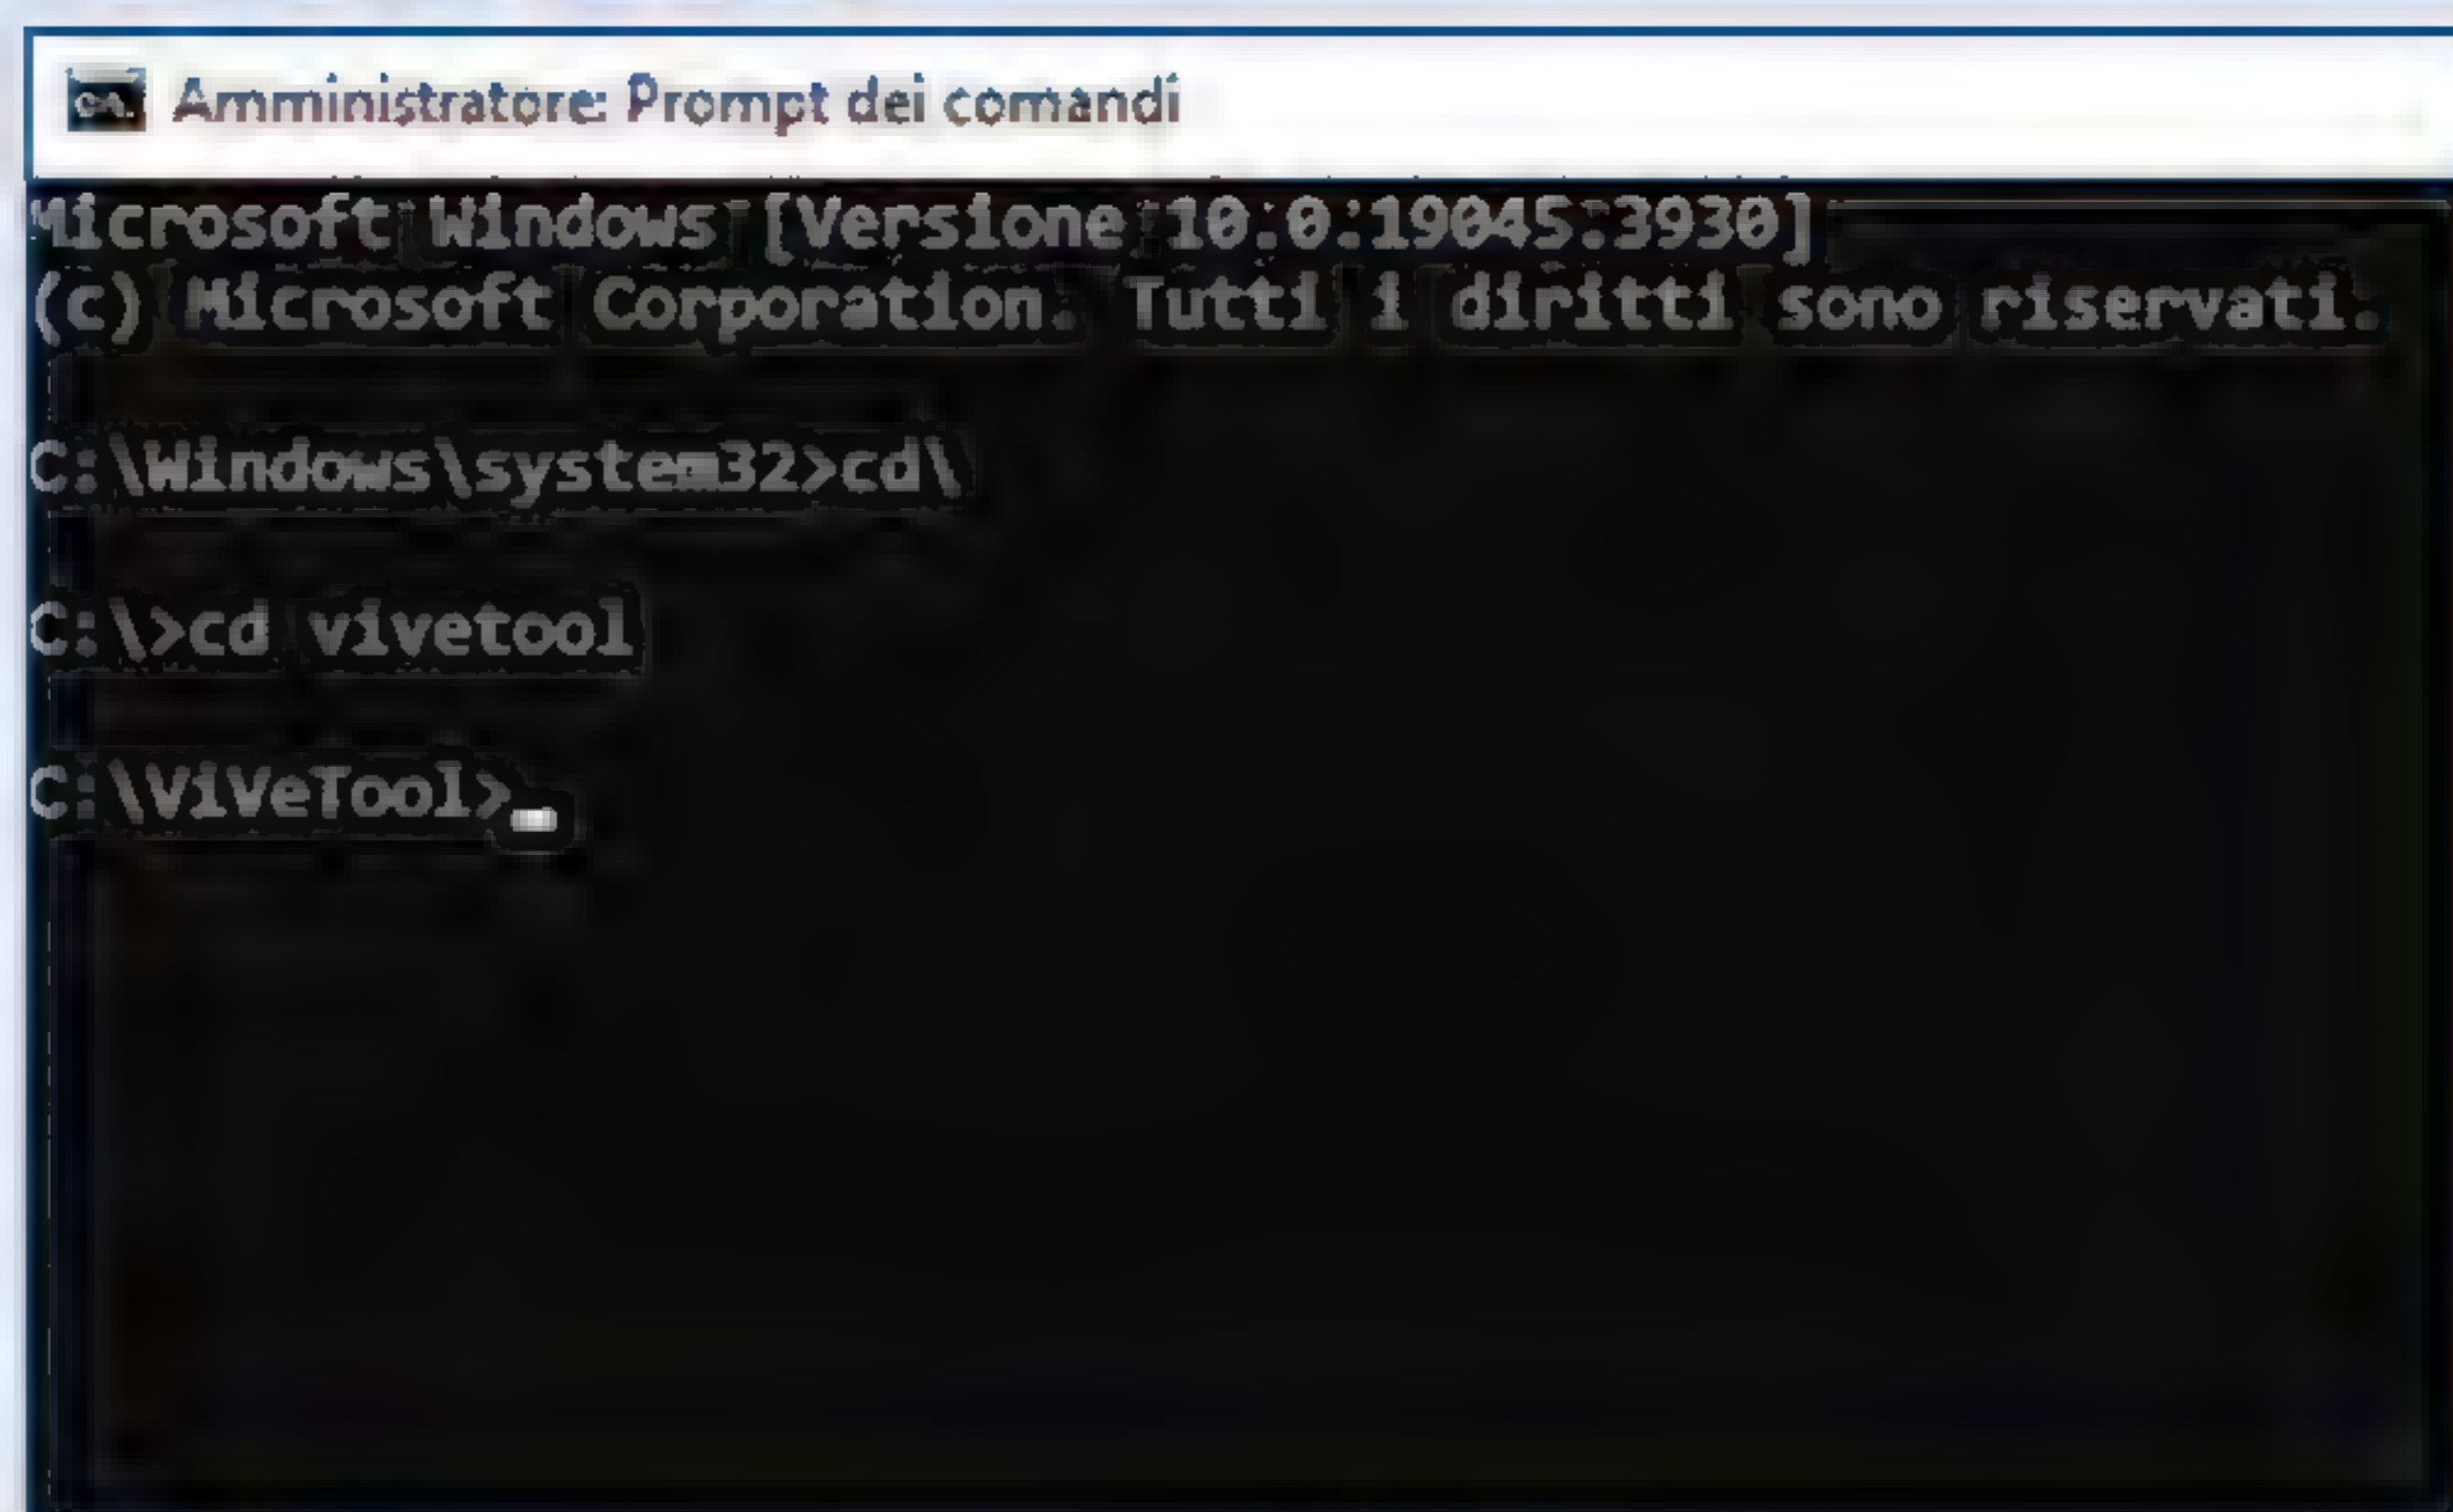 Amministratore: Prompt dei comandi
Microsoft Windows [Versione 10.0.19045.3930]
(c) Microsoft Corporation. Tutti i diritti sono riservati.
C:\Windows\system32>cd\
C:\>cd vivetool
C:\ViVeTool>_